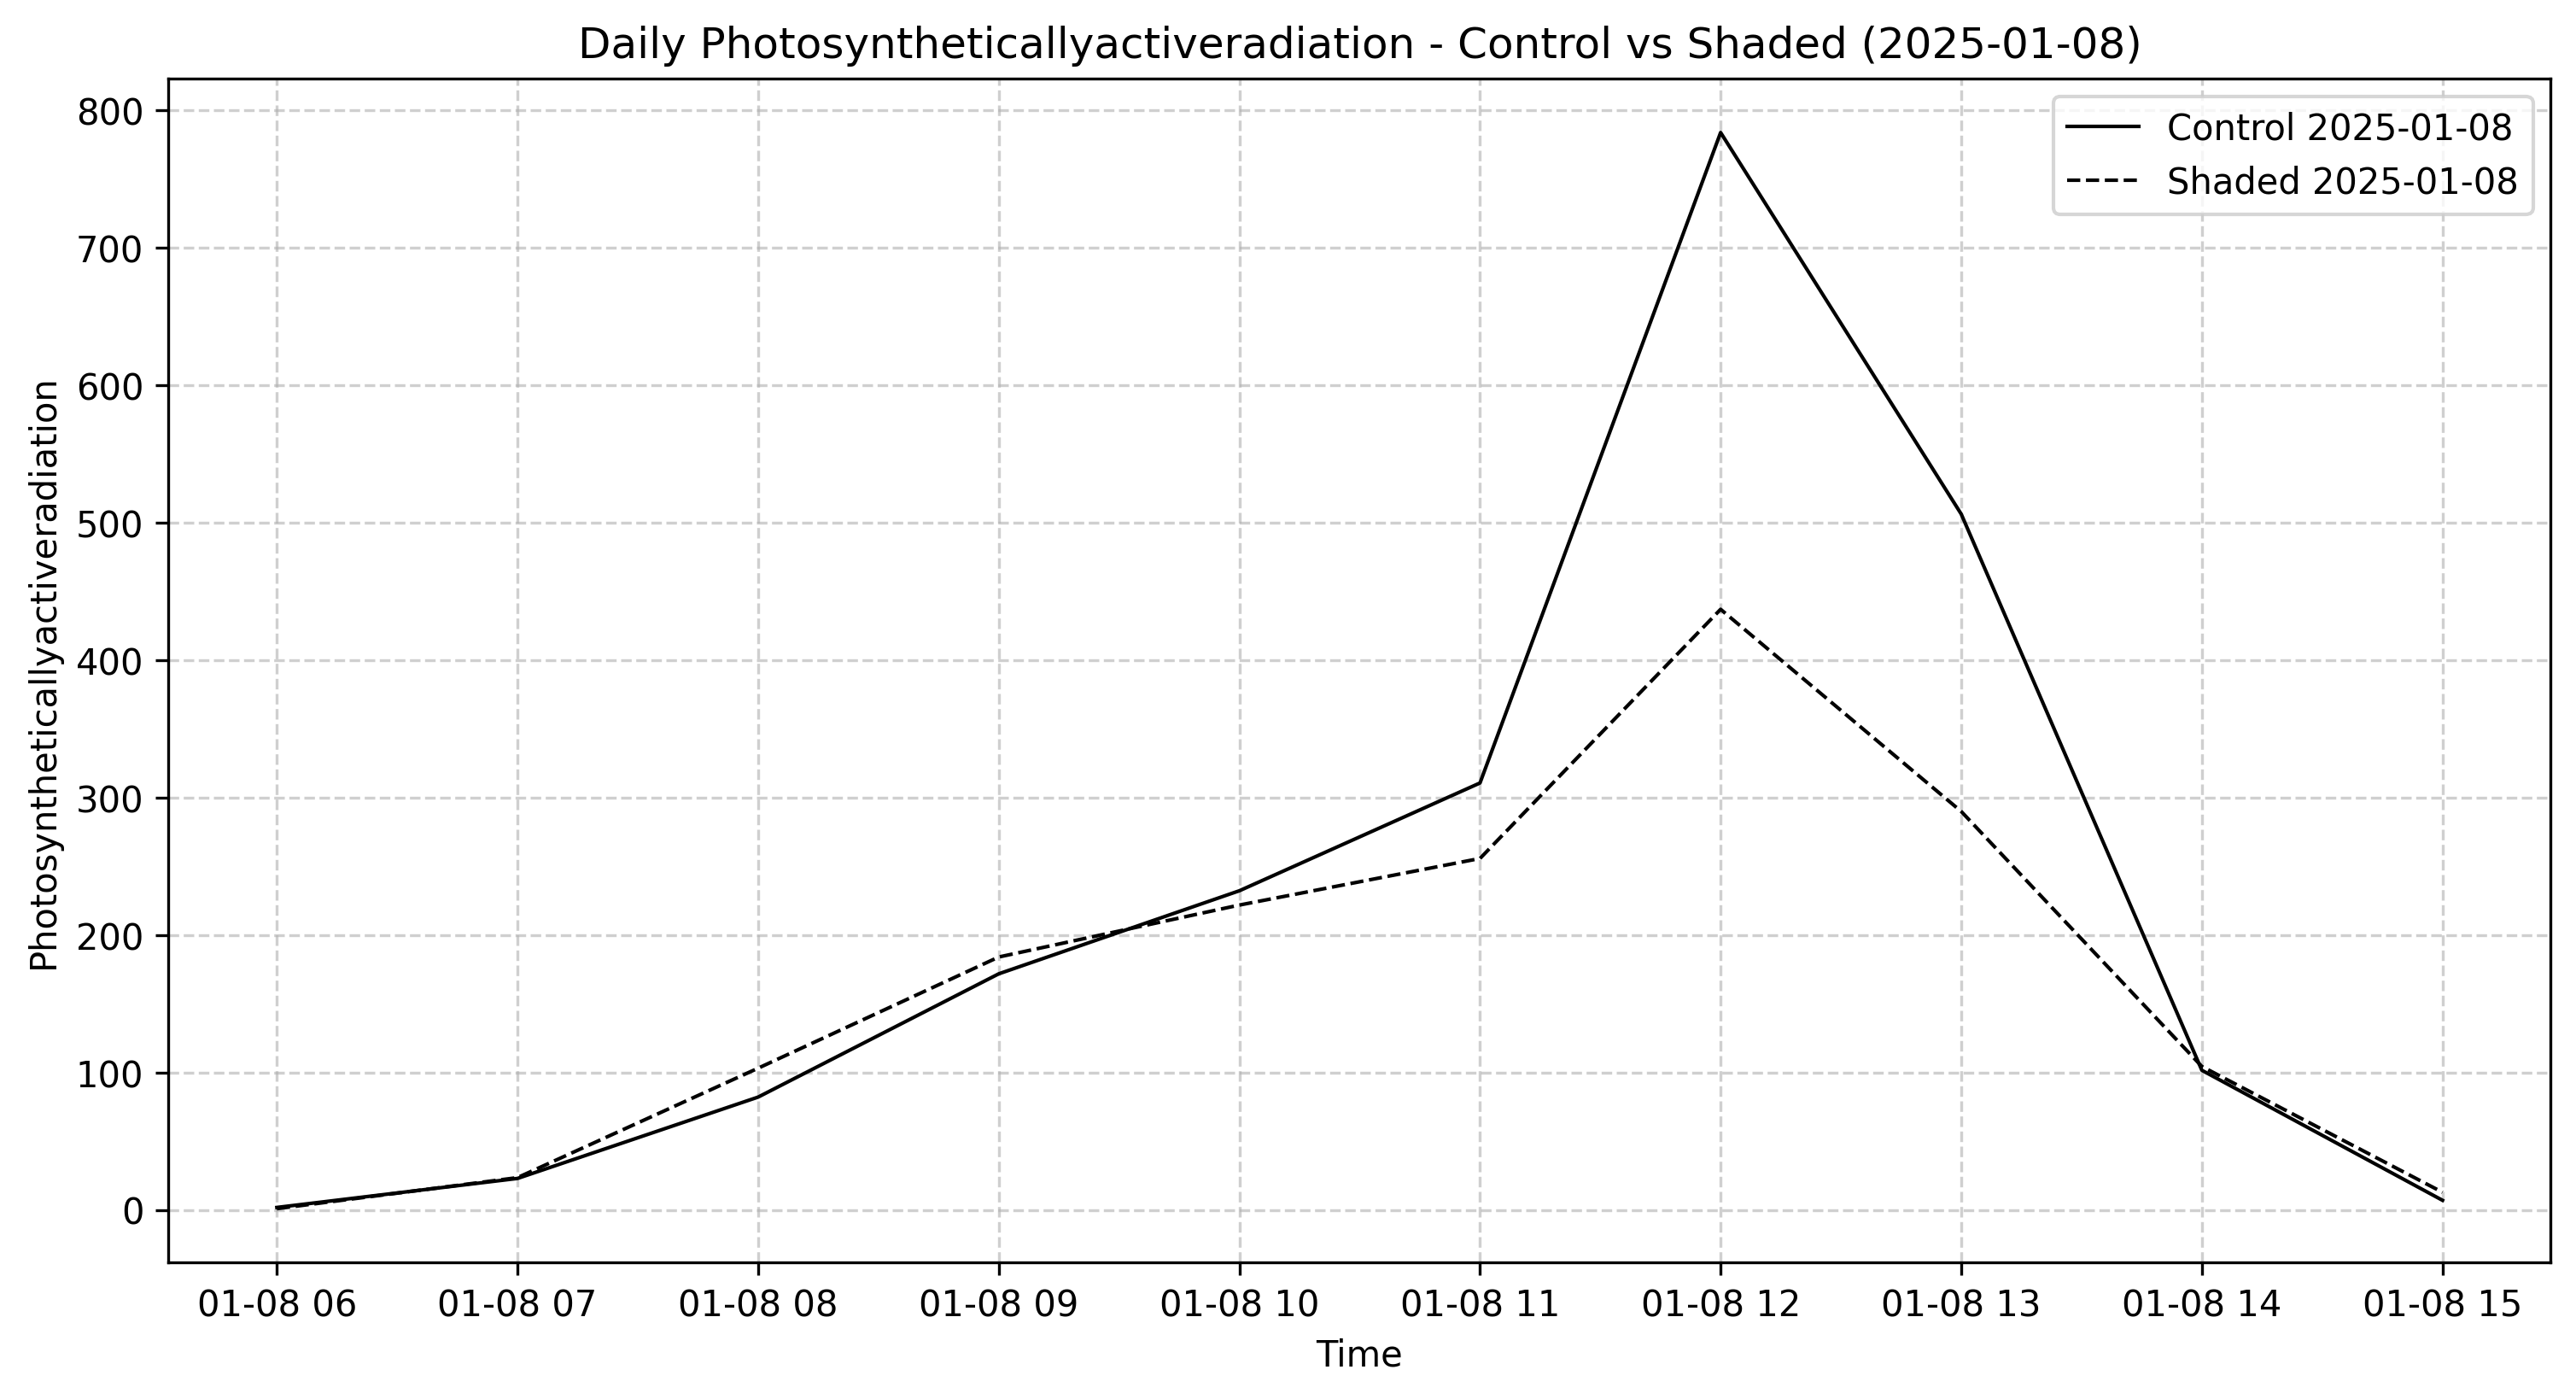 Daily Photosyntheticallyactiveradiation - Control vs Shaded (2025-01-08)
Control 2025-01-08
Shaded 2025-01-08
Photosyntheticallyactiveradiation
800
700
600
500
400
300
200
100
0
01-08 06 01-08 07 01-08 08 01-08 09 01-08 10 01-08 11 01-08 12 01-08 13 01-08 14 01-08 15
Time